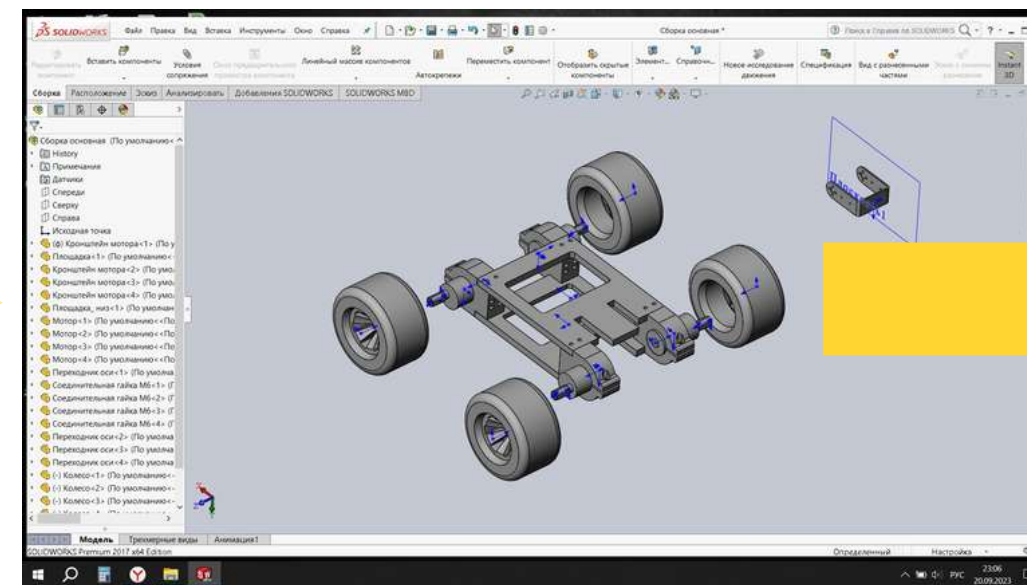 SOLIDWORKS Файл Правка Вид Вставка Инструменты Окно Справка Сборка основная * Поиск в Справке по SOLIDWORKS
Вставить компоненты Условия сопряжения Линейный массив компонентов Автокрепежи Переместить компонент Отобразить скрытые компоненты Элемент... Справочн... Новое исследование движения Спецификация Вид с разнесенными частями Instant 3D
Сборка Расположение Эскиз Анализировать Добавления SOLIDWORKS SOLIDWORKS MBD
Сборка основная (По умолчанию<
History
Примечания
Датчики
Спереди
Сверху
Справа
Исходная точка
(ф) Кронштейн мотора<1> (По у
Площадка<1> (По умолчанию<
Кронштейн мотора<2> (По умо.
Кронштейн мотора<3> (По умо.
Кронштейн мотора<4> (По умо.
Площадка_ низ<1> (По умолчан
Мотор<1> (По умолчанию<<По
Мотор<2> (По умолчанию<<По
Мотор<3> (По умолчанию<<По
Мотор<4> (По умолчанию<<По
Переходник оси<1> (По умолча
Соединительная гайка М6<1> (Г
Соединительная гайка М6<2> (Г
Соединительная гайка М6<3> (Г
Соединительная гайка М6<4> (Г
Переходник оси<2> (По умолча
Переходник оси<3> (По умолча
Переходник оси<4> (По умолча
(-) Колесо<1> (По умолчанию<
(-) Колесо<2> (По умолчанию<
(-) Колесо<3> (По умолчанию<
Модель Трехмерные виды Анимация1
SOLIDWORKS Premium 2017 x64 Edition Определенный Настройка
РУС 23:06
20.09.2023